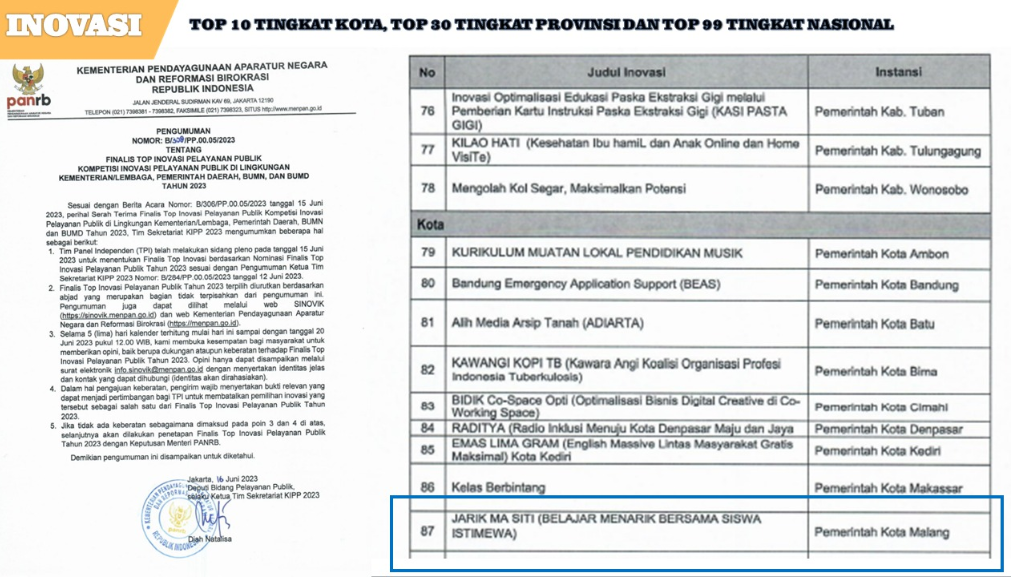 INOVASI
TOP 10 TINGKAT KOTA, TOP 30 TINGKAT PROVINSI DAN TOP 99 TINGKAT NASIONAL
panrb
KEMENTERIAN PENDAYAGUNAAN APARATUR NEGARA
DAN REFORMASI BIROKRASI
REPUBLIK INDONESIA
JALAN JENDERAL SUDIRMAN KAV 69, JAKARTA 12190
TELEPON (021) 7398381 - 7398382, FAKSIMILE (021) 7398323, SITUS http://www.menpan.go.id
PENGUMUMAN
NOMOR: B/ /PP.00.05/2023
TENTANG
FINALIS TOP INOVASI PELAYANAN PUBLIK
KOMPETISI INOVASI PELAYANAN PUBLIK DI LINGKUNGAN
KEMENTERIAN/LEMBAGA, PEMERINTAH DAERAH, BUMN, DAN BUMD
TAHUN 2023
Sesuai dengan Berita Acara Nomor: B/306/PP.00.05/2023 tanggal 15 Juni
2023, perihal Serah Terima Finalis Top Inovasi Pelayanan Publik Kompetisi Inovasi
Pelayanan Publik di Lingkungan Kementerian/Lembaga, Pemerintah Daerah, BUMN
dan BUMD Tahun 2023, Tim Sekretariat KIPP 2023 mengumumkan beberapa hal
sebagai berikut:
1. Tim Panel Independen (TPI) telah melakukan sidang pleno pada tanggal 15 Juni
2023 untuk menentukan Finalis Top Inovasi berdasarkan Nominasi Finalis Top
Inovasi Pelayanan Publik Tahun 2023 sesuai dengan Pengumuman Ketua Tim
Sekretariat KIPP 2023 Nomor: B/284/PP.00.05/2023 tanggal 12 Juni 2023.
2. Finalis Top Inovasi Pelayanan Publik Tahun 2023 terpilih diurutkan berdasarkan
abjad yang merupakan bagian tidak terpisahkan dari pengumuman ini.
Pengumuman juga dapat dilihat melalui web SINOVIK
(https://sinovik.menpan.go.id) dan web Kementerian Pendayagunaan Aparatur
Negara dan Reformasi Birokrasi (https://menpan.go.id).
3. Selama 5 (lima) hari kalender terhitung mulai hari ini sampai dengan tanggal 20
Juni 2023 pukul 12.00 WIB, kami membuka kesempatan bagi masyarakat untuk
memberikan opini, baik berupa dukungan ataupun keberatan terhadap Finalis Top
Inovasi Pelayanan Publik Tahun 2023. Opini hanya dapat disampaikan melalui
surat elektronik info.sinovik@menpan.go.id dengan menyertakan identitas jelas
dan kontak yang dapat dihubungi (identitas akan dirahasiakan).
4. Dalam hal pengajuan keberatan, pengirim wajib menyertakan bukti relevan yang
dapat menjadi pertimbangan bagi TPI untuk membatalkan pemilihan inovasi yang
tersebut sebagai salah satu dari Finalis Top Inovasi Pelayanan Publik Tahun
2023.
5. Jika tidak ada keberatan sebagaimana dimaksud pada poin 3 and 4 di atas,
selanjutnya akan dilakukan penetapan Finalis Top Inovasi Pelayanan Publik
Tahun 2023 dengan Keputusan Menteri PANRB.
Demikian pengumuman ini disampaikan untuk diketahui.
Jakarta, 16 Juni 2023
Deputi Bidang Pelayanan Publik,
selaku Ketua Tim Sekretariat KIPP 2023
Diah Natalisa
No Judul Inovasi Instansi
76 Inovasi Optimalisasi Edukasi Paska Ekstraksi Gigi melalui Pemerintah Kab. Tuban
Pemberian Kartu Instruksi Paska Ekstraksi Gigi (KASI PASTA
GIGI)
77 KILAO HATI (Kesehatan Ibu hamiL dan Anak Online dan Home Pemerintah Kab. Tulungagung
VisiTe)
78 Mengolah Kol Segar, Maksimalkan Potensi Pemerintah Kab. Wonosobo
Kota
79 KURIKULUM MUATAN LOKAL PENDIDIKAN MUSIK Pemerintah Kota Ambon
80 Bandung Emergency Application Support (BEAS) Pemerintah Kota Bandung
81 Alih Media Arsip Tanah (ADIARTA) Pemerintah Kota Batu
82 KAWANGI KOPI TB (Kawara Angi Koalisi Organisasi Profesi Pemerintah Kota Bima
Indonesia Tuberkulosis)
83 BIDIK Co-Space Opti (Optimalisasi Bisnis Digital Creative di Co- Pemerintah Kota Cimahi
Working Space)
84 RADITYA (Radio Inklusi Menuju Kota Denpasar Maju dan Jaya Pemerintah Kota Denpasar
85 EMAS LIMA GRAM (English Massive Lintas Masyarakat Gratis Pemerintah Kota Kediri
Maksimal) Kota Kediri
86 Kelas Berbintang Pemerintah Kota Makassar
87 JARIK MA SITI (BELAJAR MENARIK BERSAMA SISWA Pemerintah Kota Malang
ISTIMEWA)